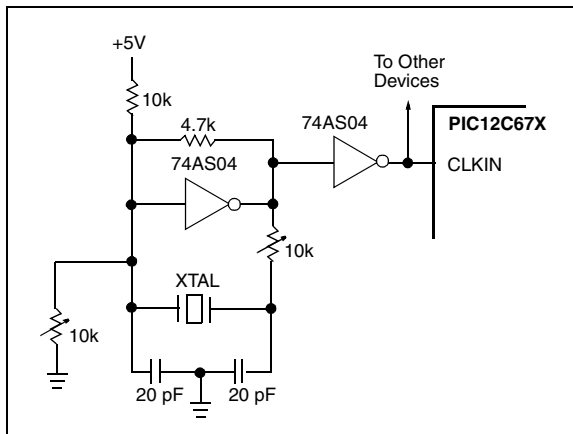 +5V
To Other
Devices
10k
4.7k
74AS04
74AS04
PIC12C67X
CLKIN
10k
XTAL
10k
20 pF
20 pF